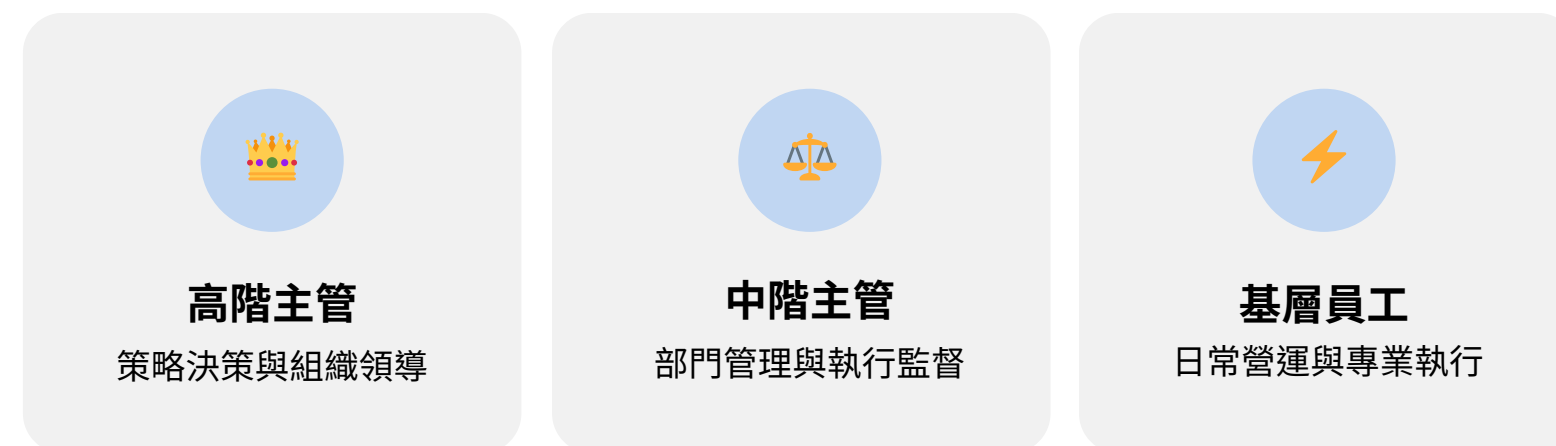 高階主管
策略決策與組織領導
中階主管
部門管理與執行監督
基層員工
日常營運與專業執行